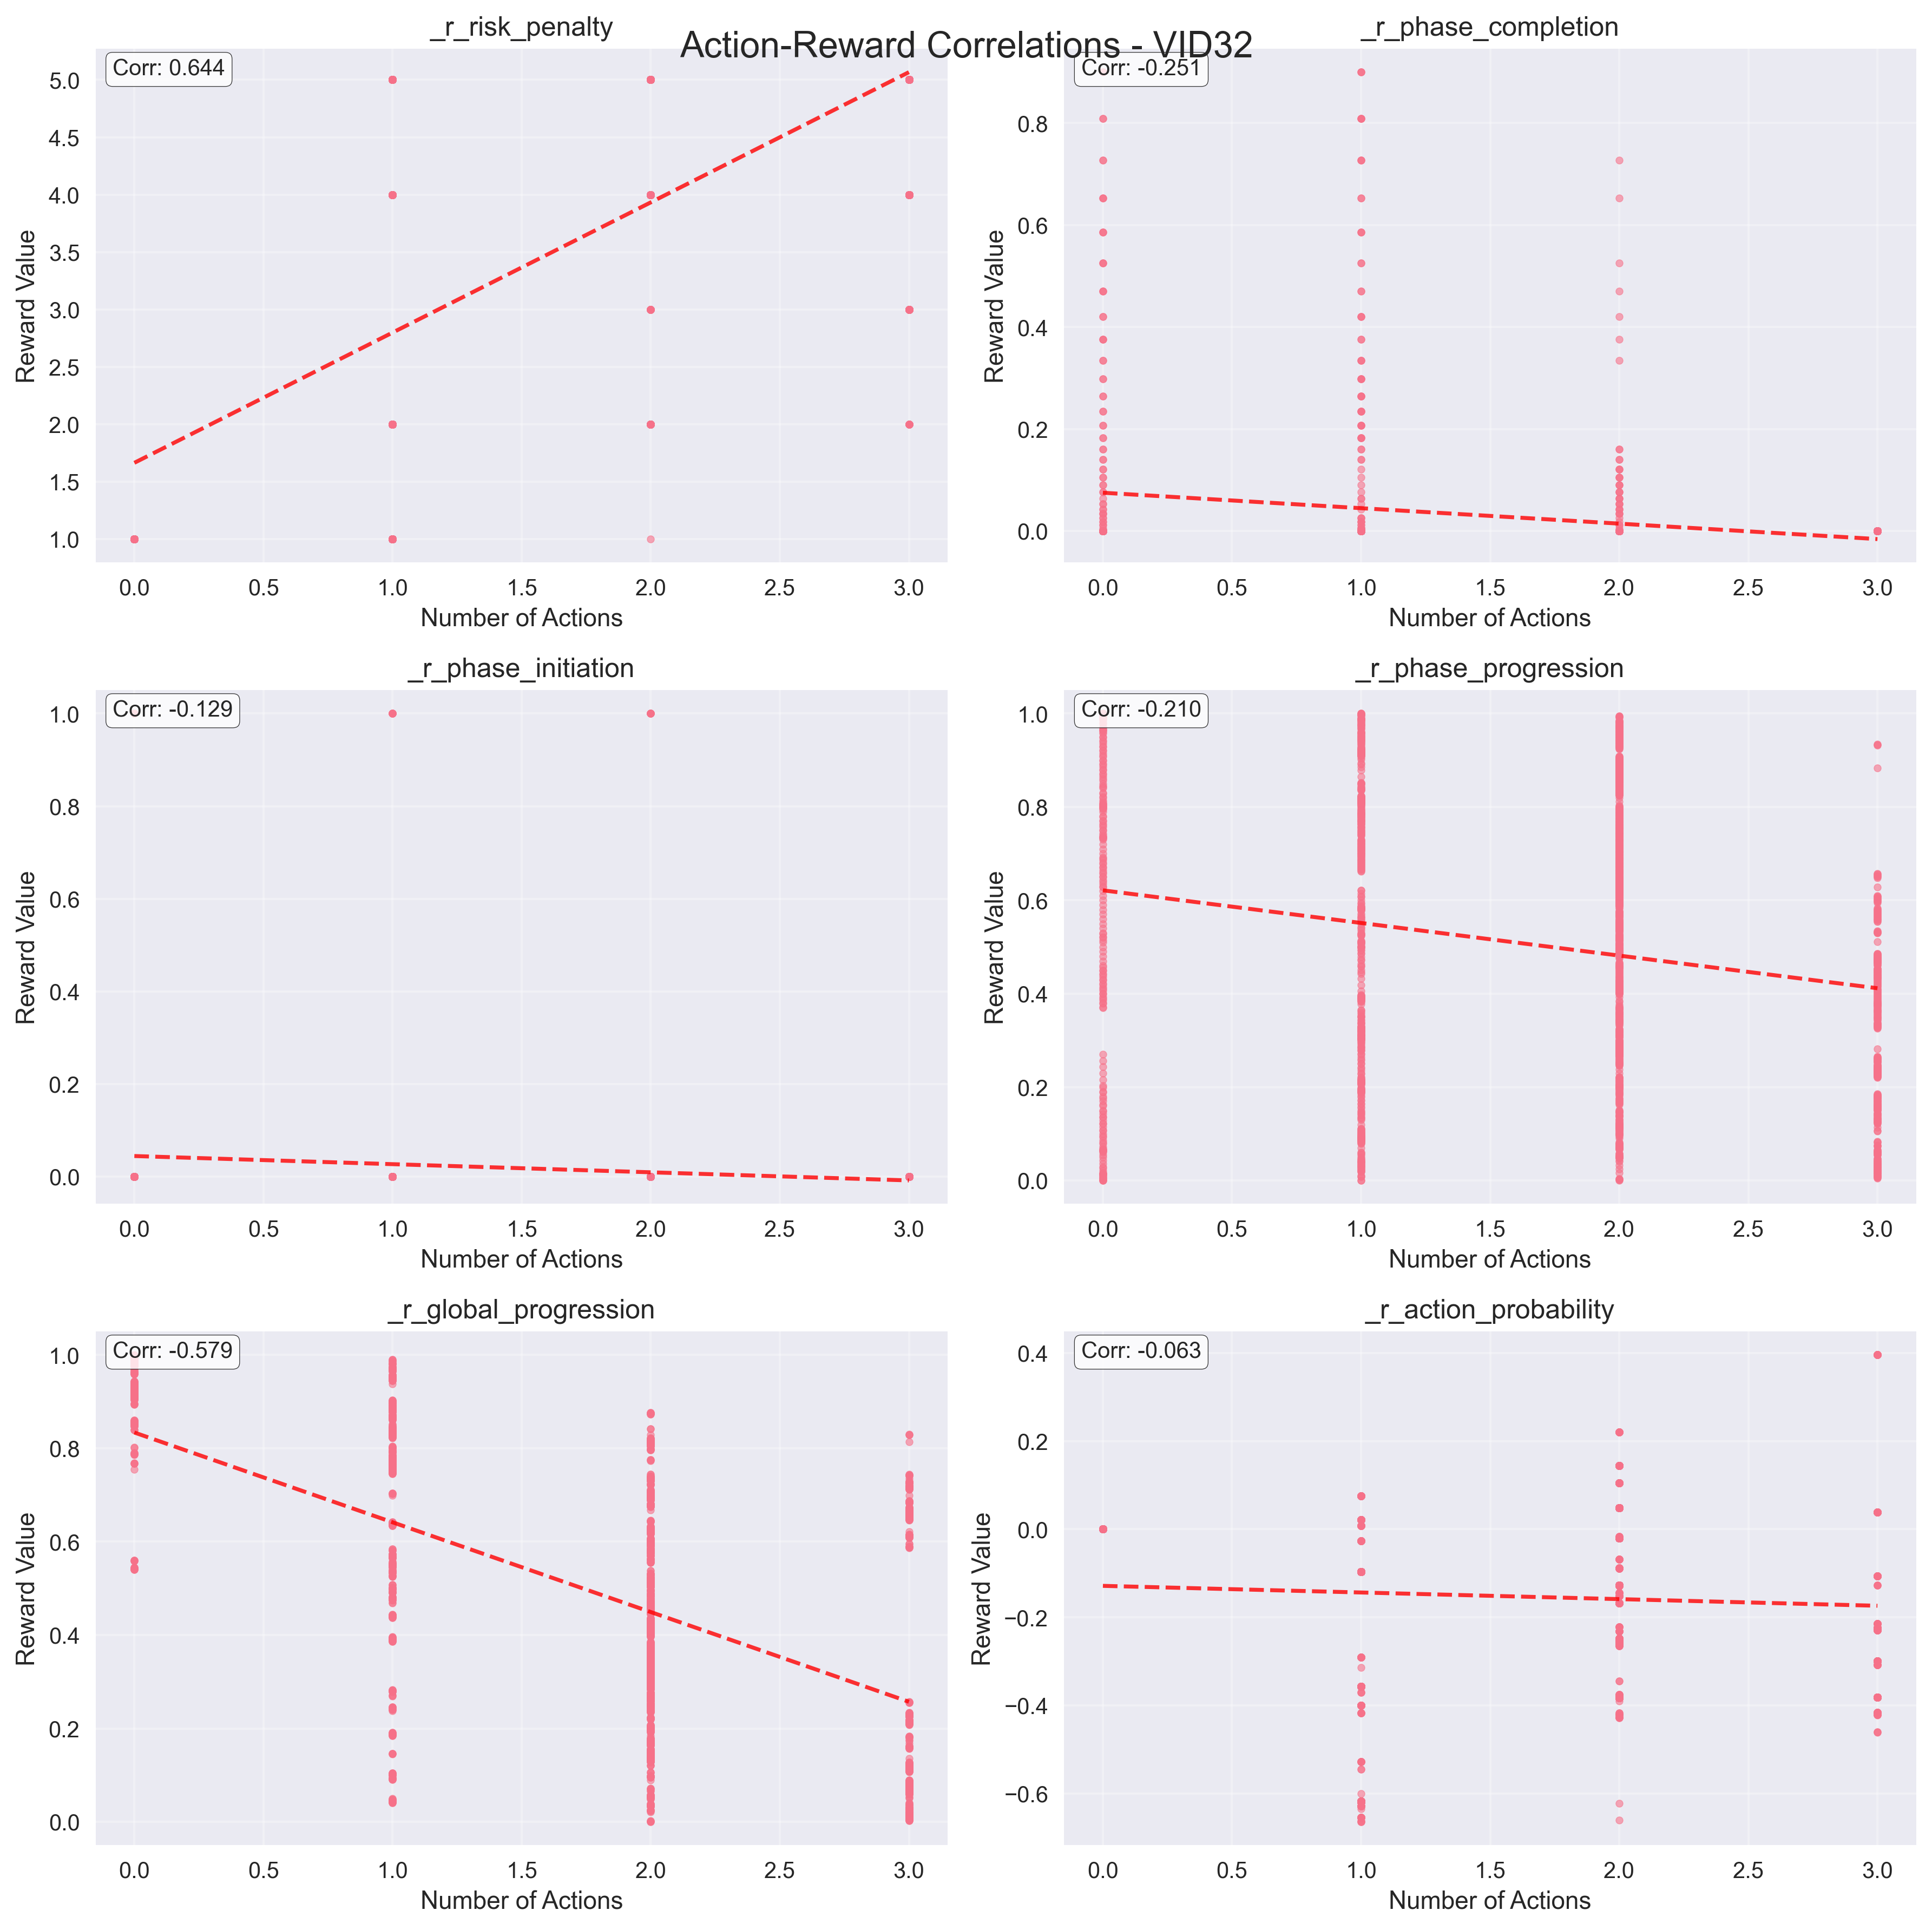 Action-Reward Correlations - VID32
_r_risk_penalty
Corr: 0.644
Reward Value
5.0
4.5
4.0
3.5
3.0
2.5
2.0
1.5
1.0
0.0 0.5 1.0 1.5 2.0 2.5 3.0
Number of Actions
_r_phase_completion
Corr: -0.251
Reward Value
0.8
0.6
0.4
0.2
0.0
0.0 0.5 1.0 1.5 2.0 2.5 3.0
Number of Actions
_r_phase_initiation
Corr: -0.129
Reward Value
1.0
0.8
0.6
0.4
0.2
0.0
0.0 0.5 1.0 1.5 2.0 2.5 3.0
Number of Actions
_r_phase_progression
Corr: -0.210
Reward Value
1.0
0.8
0.6
0.4
0.2
0.0
0.0 0.5 1.0 1.5 2.0 2.5 3.0
Number of Actions
_r_global_progression
Corr: -0.579
Reward Value
1.0
0.8
0.6
0.4
0.2
0.0
0.0 0.5 1.0 1.5 2.0 2.5 3.0
Number of Actions
_r_action_probability
Corr: -0.063
Reward Value
0.4
0.2
0.0
−0.2
−0.4
−0.6
0.0 0.5 1.0 1.5 2.0 2.5 3.0
Number of Actions